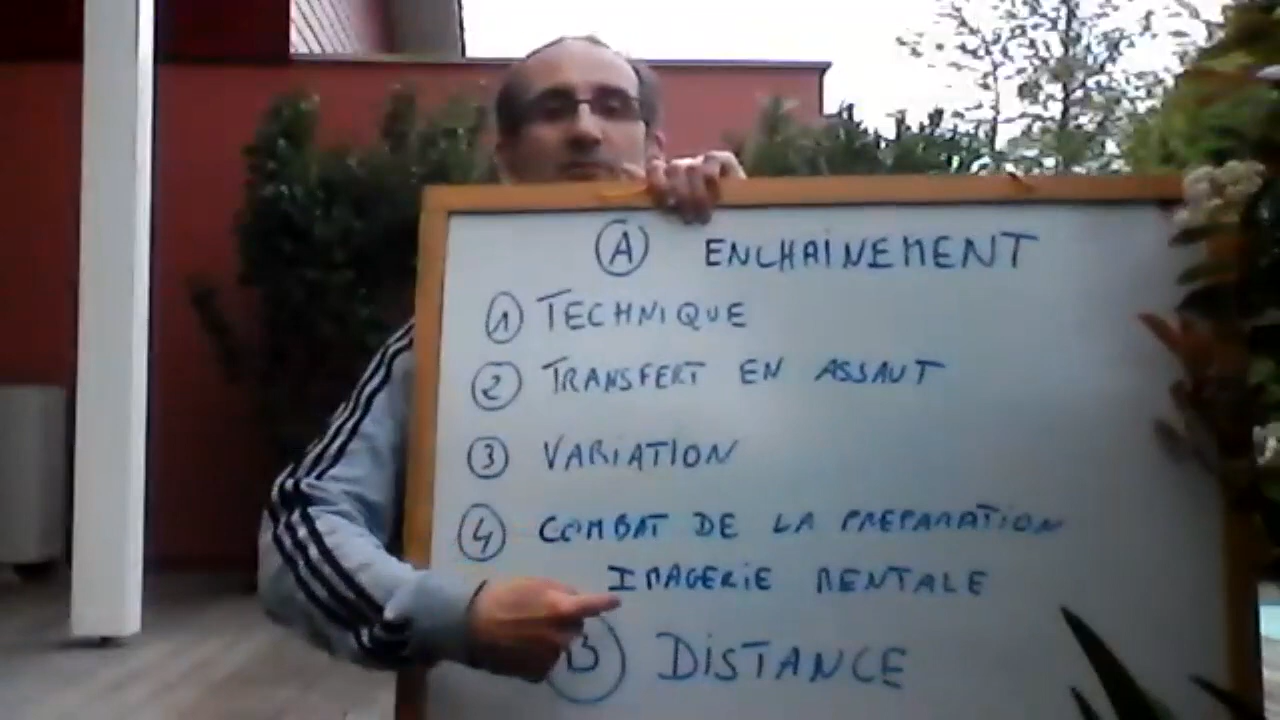 A ENCHAINEMENT
1 TECHNIQUE
2 TRANSFERT EN ASSAUT
3 VARIATION
4 COMBAT DE LA PREPARATION
IMAGERIE MENTALE
B DISTANCE